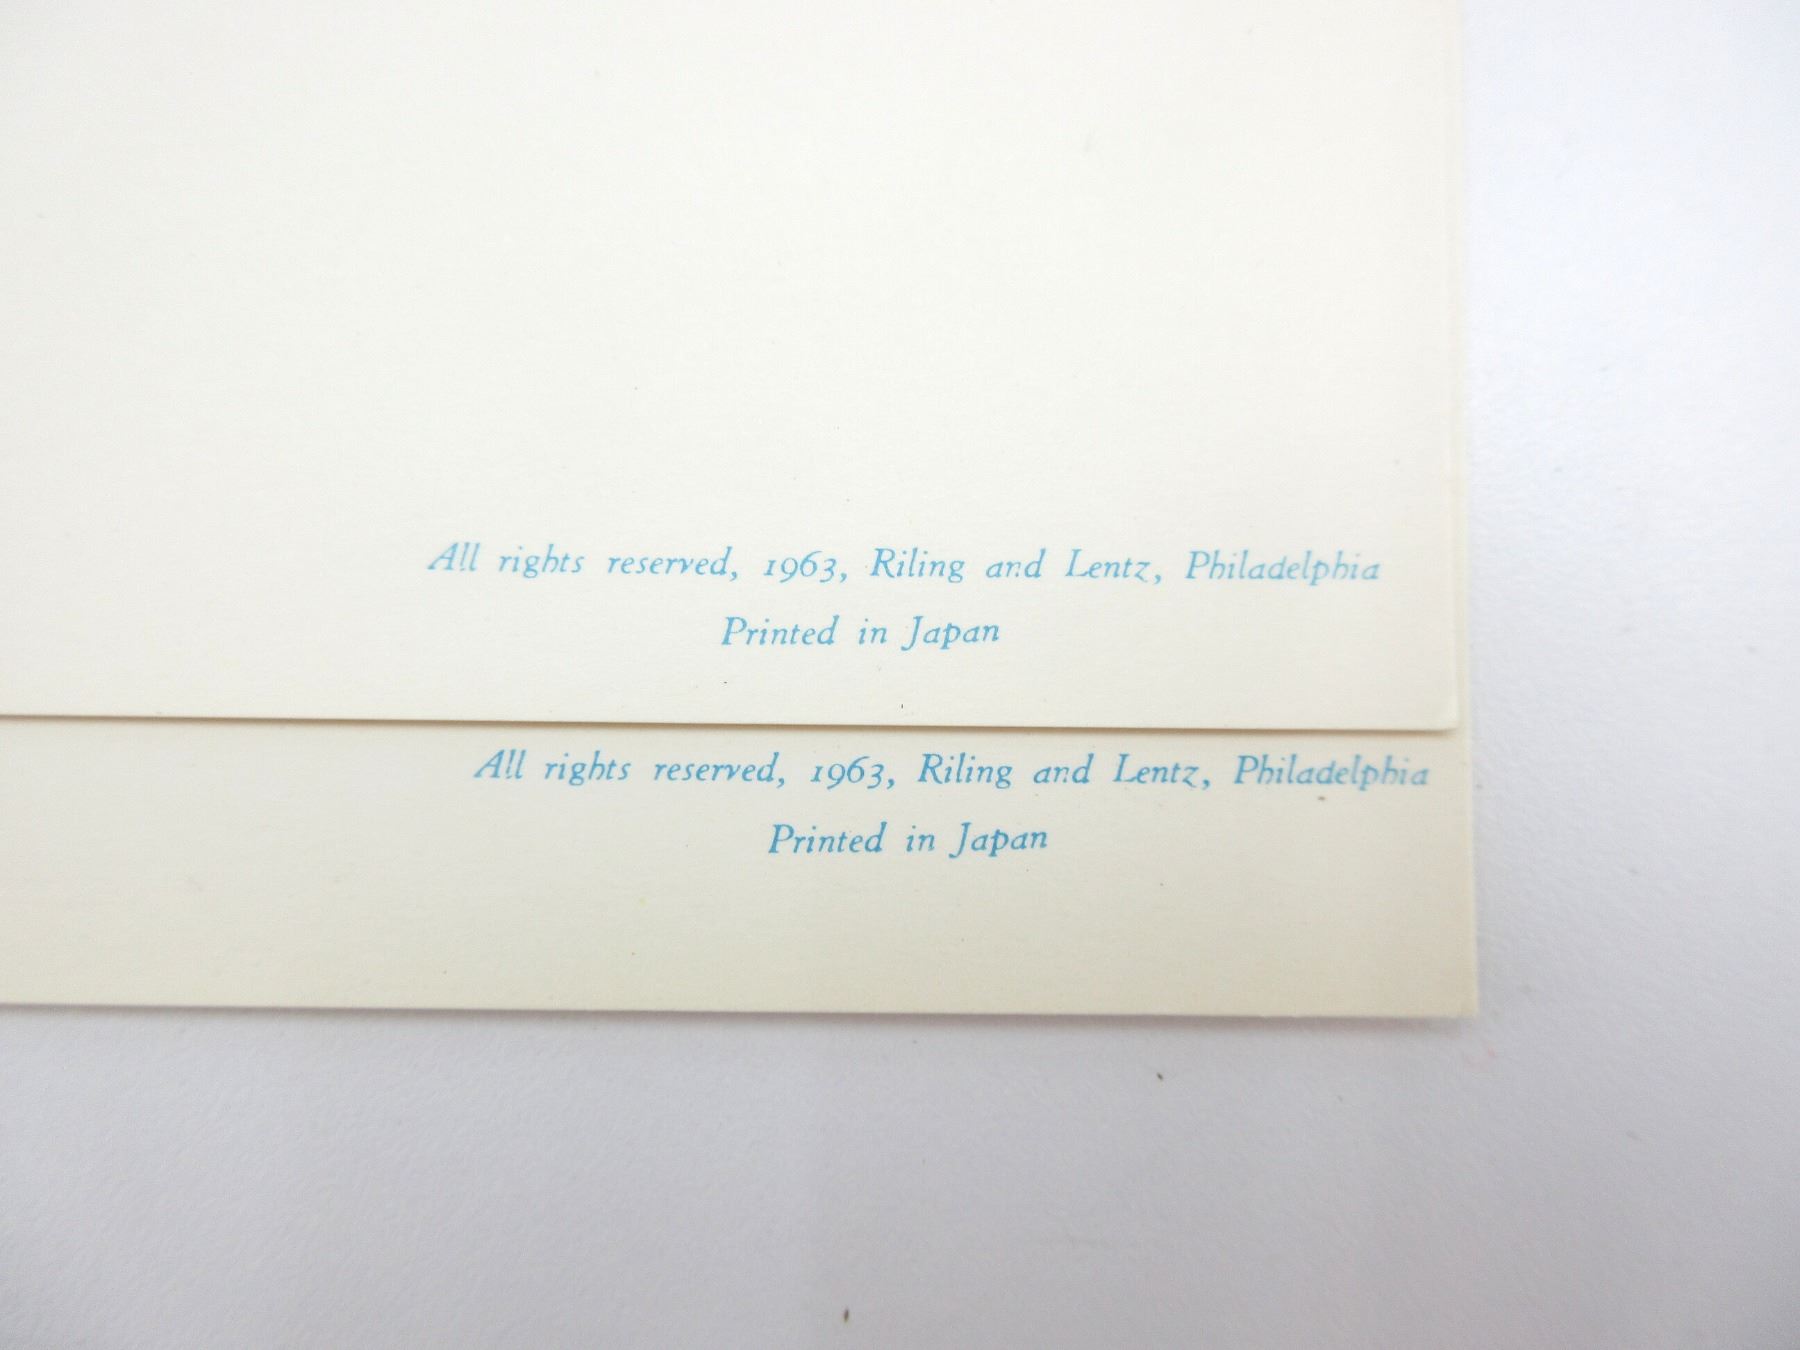 All rights reserved, 1963, Riling and Lentz, Philadelphia
Printed in Japan
All rights reserved, 1963, Riling and Lentz, Philadelphia
Printed in Japan